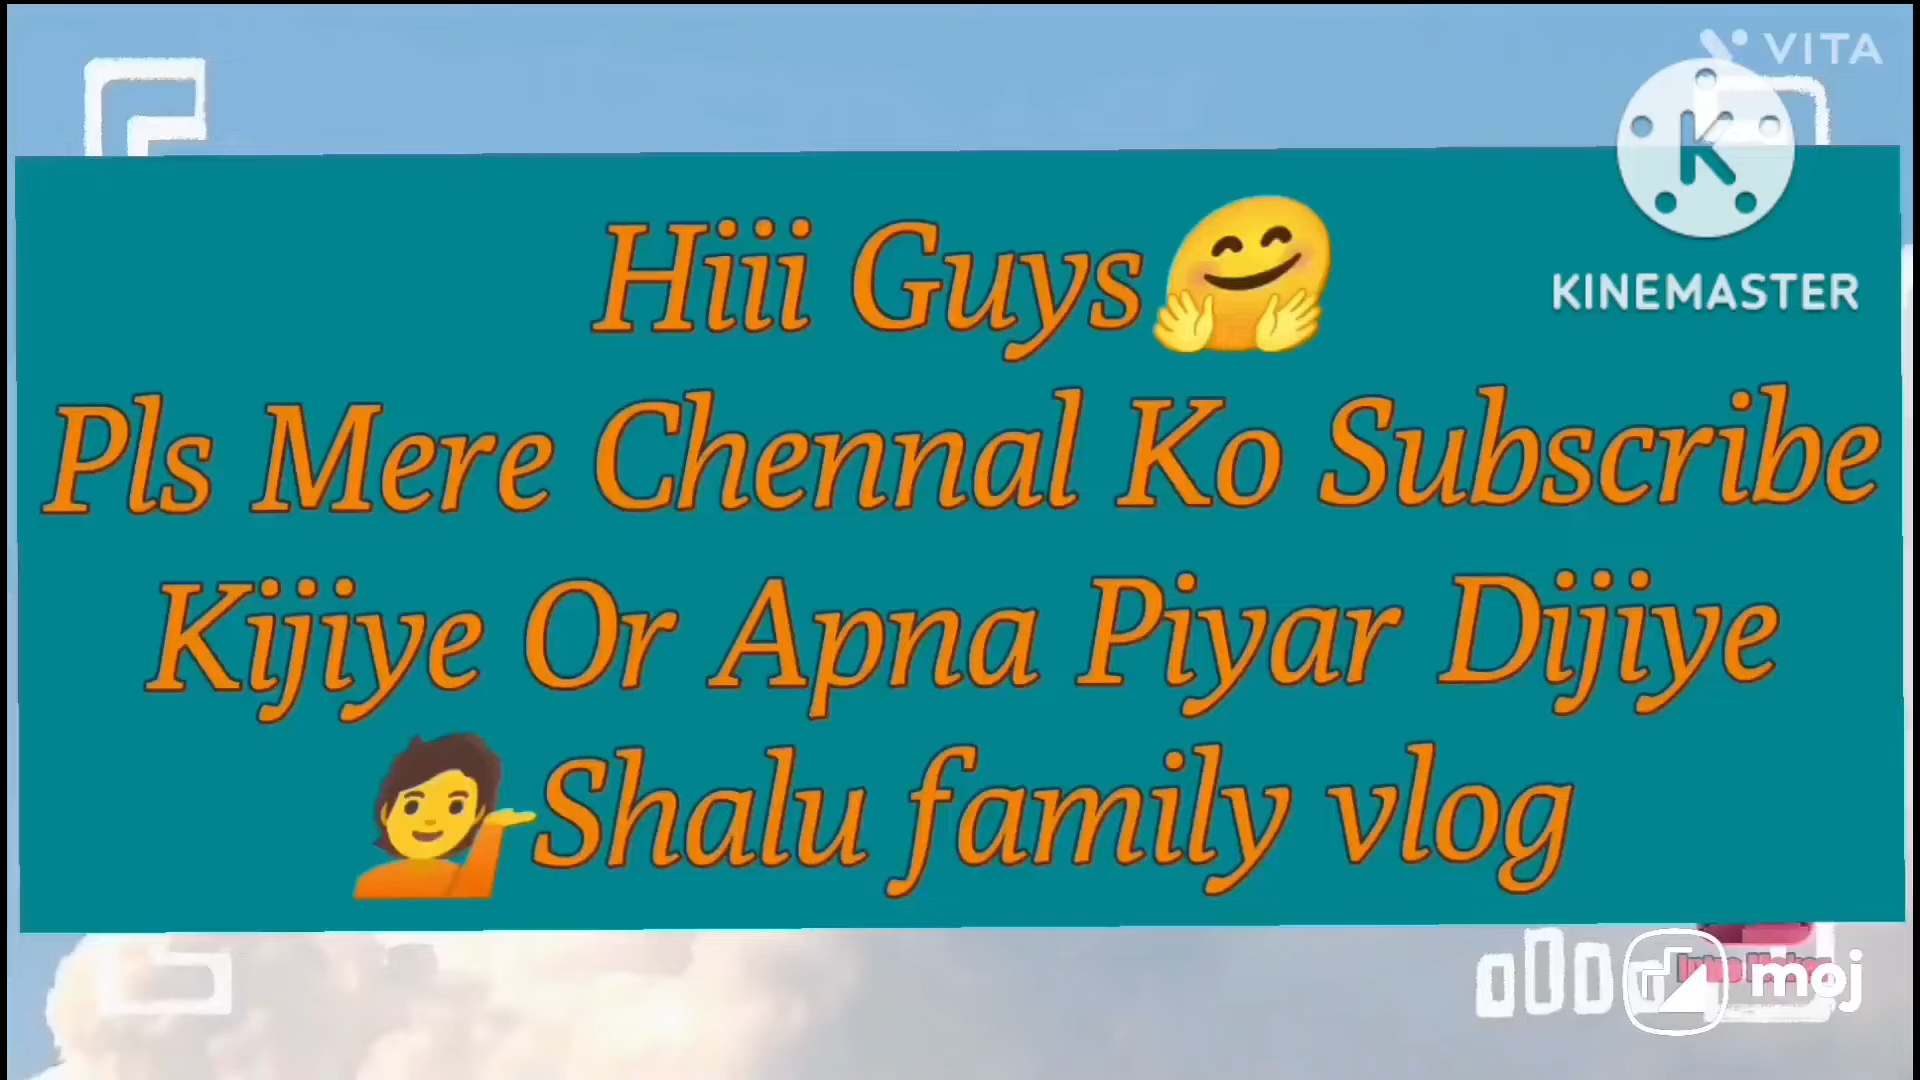 VITA
KINEMASTER
Hiii Guys🤗
Pls Mere Chennal Ko Subscribe
Kijiye Or Apna Piyar Dijiye
💁Shalu family vlog
moj